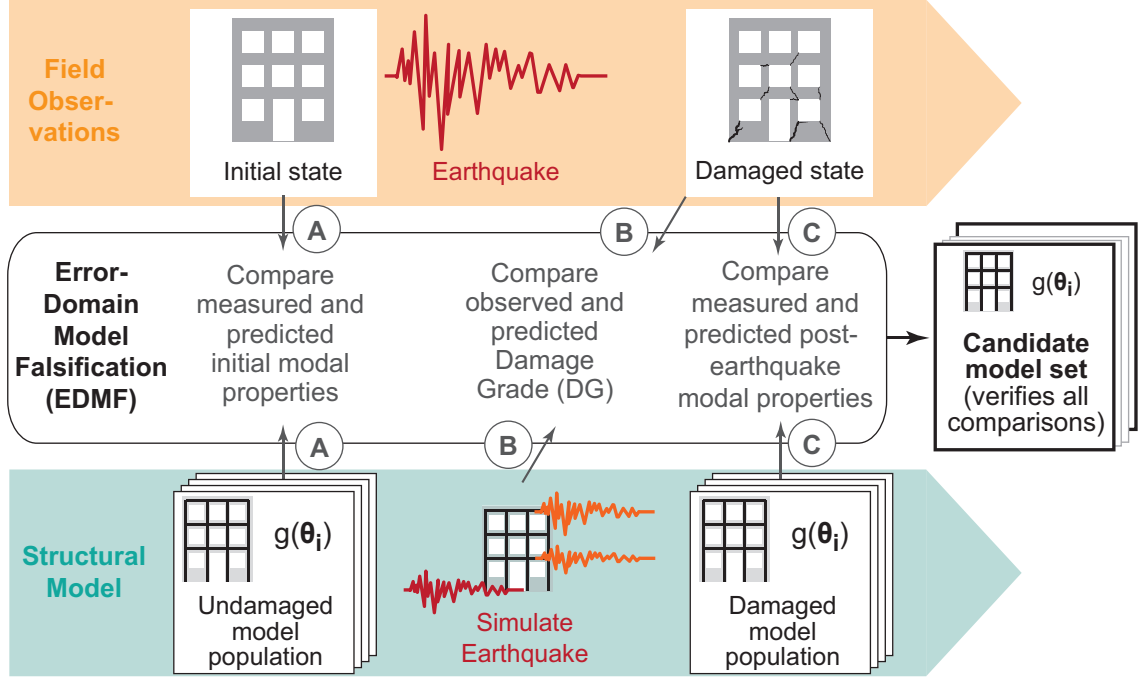 Field
Obser-
vations
Initial state
Earthquake
Damaged state
A
B
C
Error-
Domain
Model
Falsification
(EDMF)
Compare
measured and
predicted
initial modal
properties
Compare
observed and
predicted
Damage
Grade (DG)
Compare
measured and
predicted post-
earthquake
modal properties
g(θi)
Candidate
model set
(verifies all
comparisons)
A
B
C
Structural
Model
g(θi)
Undamaged
model
population
Simulate
Earthquake
g(θi)
Damaged
model
population